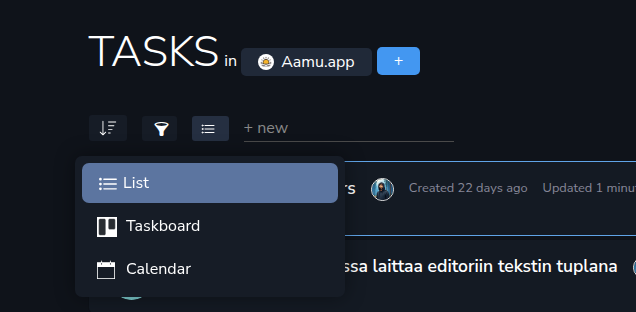 TASKS in Aamu.app +
+ new
List
rs Created 22 days ago Updated 1 minu
Taskboard
Calendar
ssa laittaa editoriin tekstin tuplana